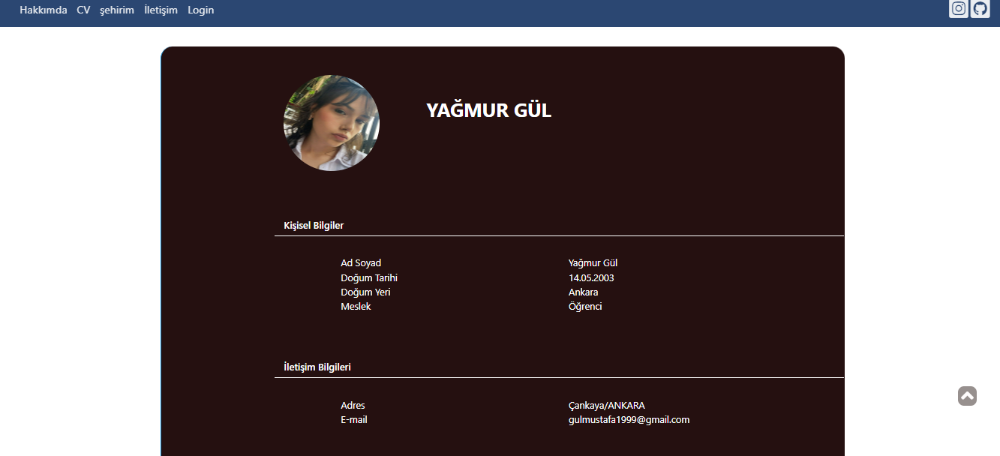 Hakkımda CV şehirim İletişim Login
YAĞMUR GÜL
Kişisel Bilgiler
Ad Soyad Yağmur Gül
Doğum Tarihi 14.05.2003
Doğum Yeri Ankara
Meslek Öğrenci
İletişim Bilgileri
Adres Çankaya/ANKARA
E-mail gulmustafa1999@gmail.com